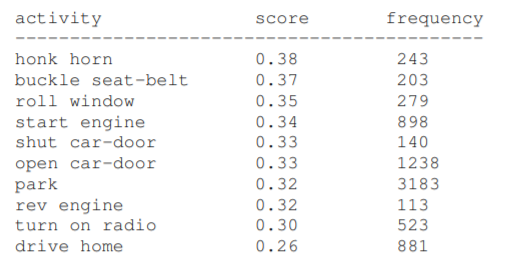 activity score frequency
-------------------------------------------
honk horn 0.38 243
buckle seat-belt 0.37 203
roll window 0.35 279
start engine 0.34 898
shut car-door 0.33 140
open car-door 0.33 1238
park 0.32 3183
rev engine 0.32 113
turn on radio 0.30 523
drive home 0.26 881